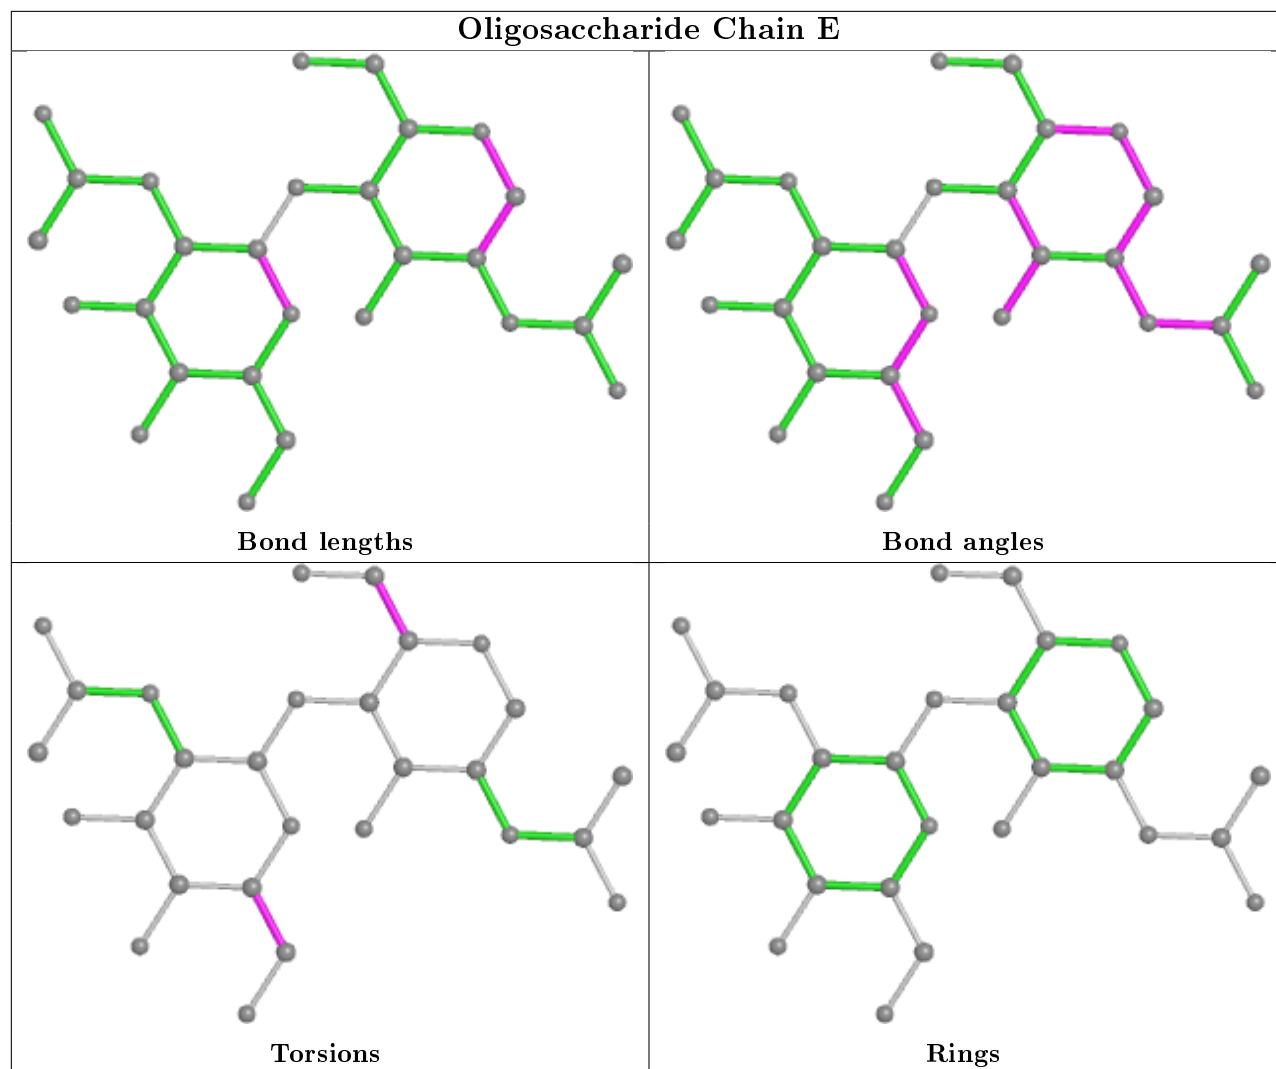 Oligosaccharide Chain E
Bond lengths
Bond angles
Torsions
Rings